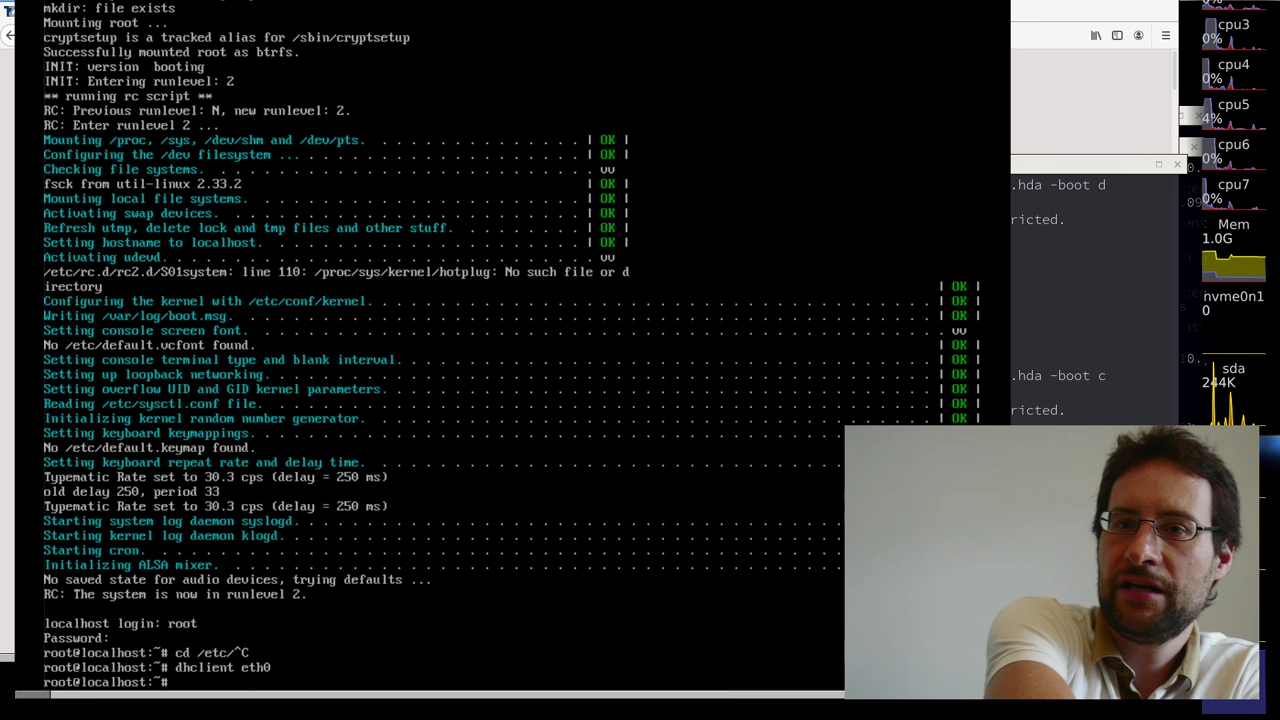 mkdir: file exists
Mounting root ...
cryptsetup is a tracked alias for /sbin/cryptsetup
Successfully mounted root as btrfs.
INIT: version  booting
INIT: Entering runlevel: 2
** running rc script **
RC: Previous runlevel: N, new runlevel: 2.
RC: Enter runlevel 2 ...
Mounting /proc, /sys, /dev/shm and /dev/pts. . . . . . . . . . . . . . . | OK |
Configuring the /dev filesystem ... . . . . . . . . . . . . . . . . . . . | OK |
Checking file systems. . . . . . . . . . . . . . . . . . . . . . . . . . . vv
fsck from util-linux 2.33.2 | OK |
Mounting local file systems. . . . . . . . . . . . . . . . . . . . . . . . | OK |
Activating swap devices. . . . . . . . . . . . . . . . . . . . . . . . . . | OK |
Refresh utmp, delete lock and tmp files and other stuff. . . . . . . . . . | OK |
Setting hostname to localhost. . . . . . . . . . . . . . . . . . . . . . . | OK |
Activating udevd. . . . . . . . . . . . . . . . . . . . . . . . . . . . . vv
/etc/rc.d/rc2.d/S01system: line 110: /proc/sys/kernel/hotplug: No such file or d
irectory | OK |
Configuring the kernel with /etc/conf/kernel. . . . . . . . . . . . . . . | OK |
Writing /var/log/boot.msg. . . . . . . . . . . . . . . . . . . . . . . . . | OK |
Setting console screen font. . . . . . . . . . . . . . . . . . . . . . . . vv
No /etc/default.vcfont found. | OK |
Setting console terminal type and blank interval. . . . . . . . . . . . . | OK |
Setting up loopback networking. . . . . . . . . . . . . . . . . . . . . . | OK |
Setting overflow UID and GID kernel parameters. . . . . . . . . . . . . . | OK |
Reading /etc/sysctl.conf file. . . . . . . . . . . . . . . . . . . . . . . | OK |
Initializing kernel random number generator. . . . . . . . . . . . . . . . | OK |
Setting keyboard keymappings. . . . . . . . . . . . . . . . . . . . . . .
No /etc/default.keymap found.
Setting keyboard repeat rate and delay time. . . . . . . . . . . . . . . .
Typematic Rate set to 30.3 cps (delay = 250 ms)
old delay 250, period 33
Typematic Rate set to 30.3 cps (delay = 250 ms)
Starting system log daemon syslogd. . . . . . . . . . . . . . . . . . . .
Starting kernel log daemon klogd. . . . . . . . . . . . . . . . . . . . .
Starting cron. . . . . . . . . . . . . . . . . . . . . . . . . . . . . . .
Initializing ALSA mixer. . . . . . . . . . . . . . . . . . . . . . . . . .
No saved state for audio devices, trying defaults ...
RC: The system is now in runlevel 2.
localhost login: root
Password:
root@localhost:~# cd /etc/^C
root@localhost:~# dhclient eth0
root@localhost:~#
.hda -boot d
ricted.
.hda -boot c
ricted.
cpu3
0%
cpu4
0%
cpu5
4%
cpu6
0%
cpu7
0%
Mem
1.0G
nvme0n1
0
sda
244K